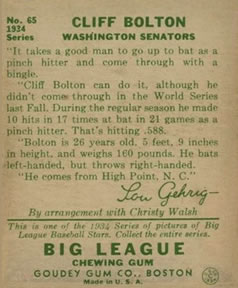 No. 65
1934
Series
CLIFF BOLTON
WASHINGTON SENATORS
"It takes a good man to go up to bat as a
pinch hitter and come through with a
bingle.
"Cliff Bolton can do it, although he
didn't come through in the World Series
last Fall. During the regular season he made
10 hits in 17 times at bat in 21 games as a
pinch hitter. That's hitting .588.
"Bolton is 26 years old, 5 feet, 9 inches
in height, and weighs 160 pounds. He bats
left-handed, but throws right-handed.
"He comes from High Point, N. C."
Lou Gehrig—
By arrangement with Christy Walsh
This is one of the 1934 Series of pictures of Big
League Baseball Stars. Collect the entire series.
BIG LEAGUE
CHEWING GUM
GOUDEY GUM CO., BOSTON
Made in U. S. A.